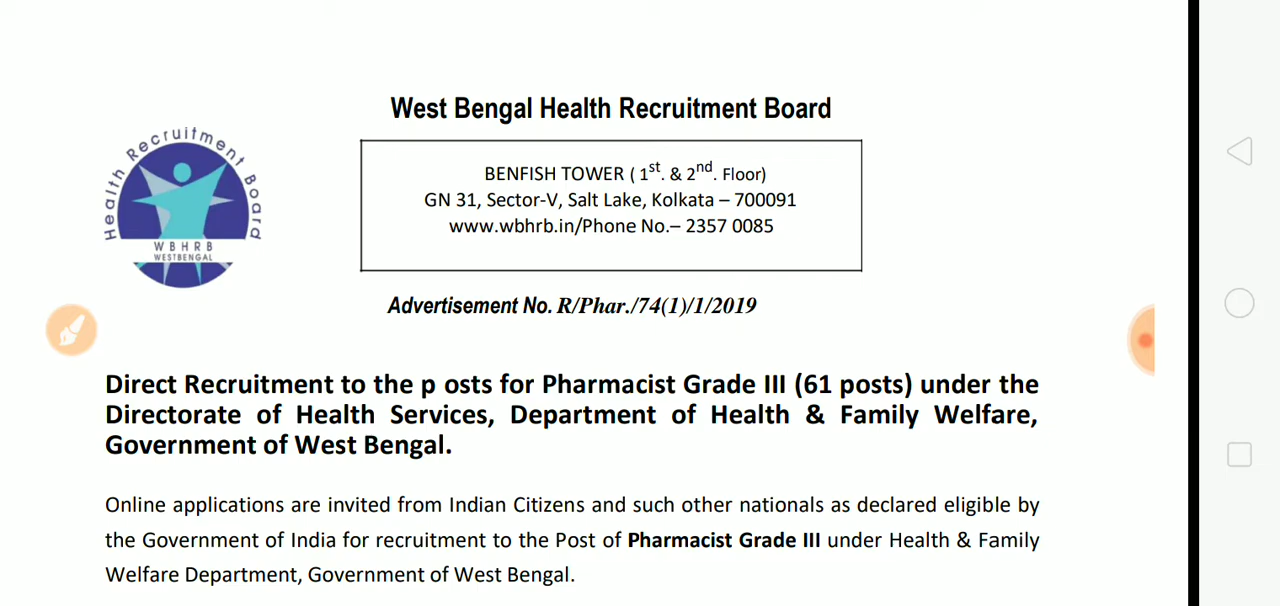 West Bengal Health Recruitment Board
Health Recruitment Board
WBHRB
WESTBENGAL
BENFISH TOWER ( 1st. & 2nd. Floor)
GN 31, Sector-V, Salt Lake, Kolkata – 700091
www.wbhrb.in/Phone No.– 2357 0085
Advertisement No. R/Phar./74(1)/1/2019
Direct Recruitment to the p osts for Pharmacist Grade III (61 posts) under the
Directorate of Health Services, Department of Health & Family Welfare,
Government of West Bengal.
Online applications are invited from Indian Citizens and such other nationals as declared eligible by
the Government of India for recruitment to the Post of Pharmacist Grade III under Health & Family
Welfare Department, Government of West Bengal.